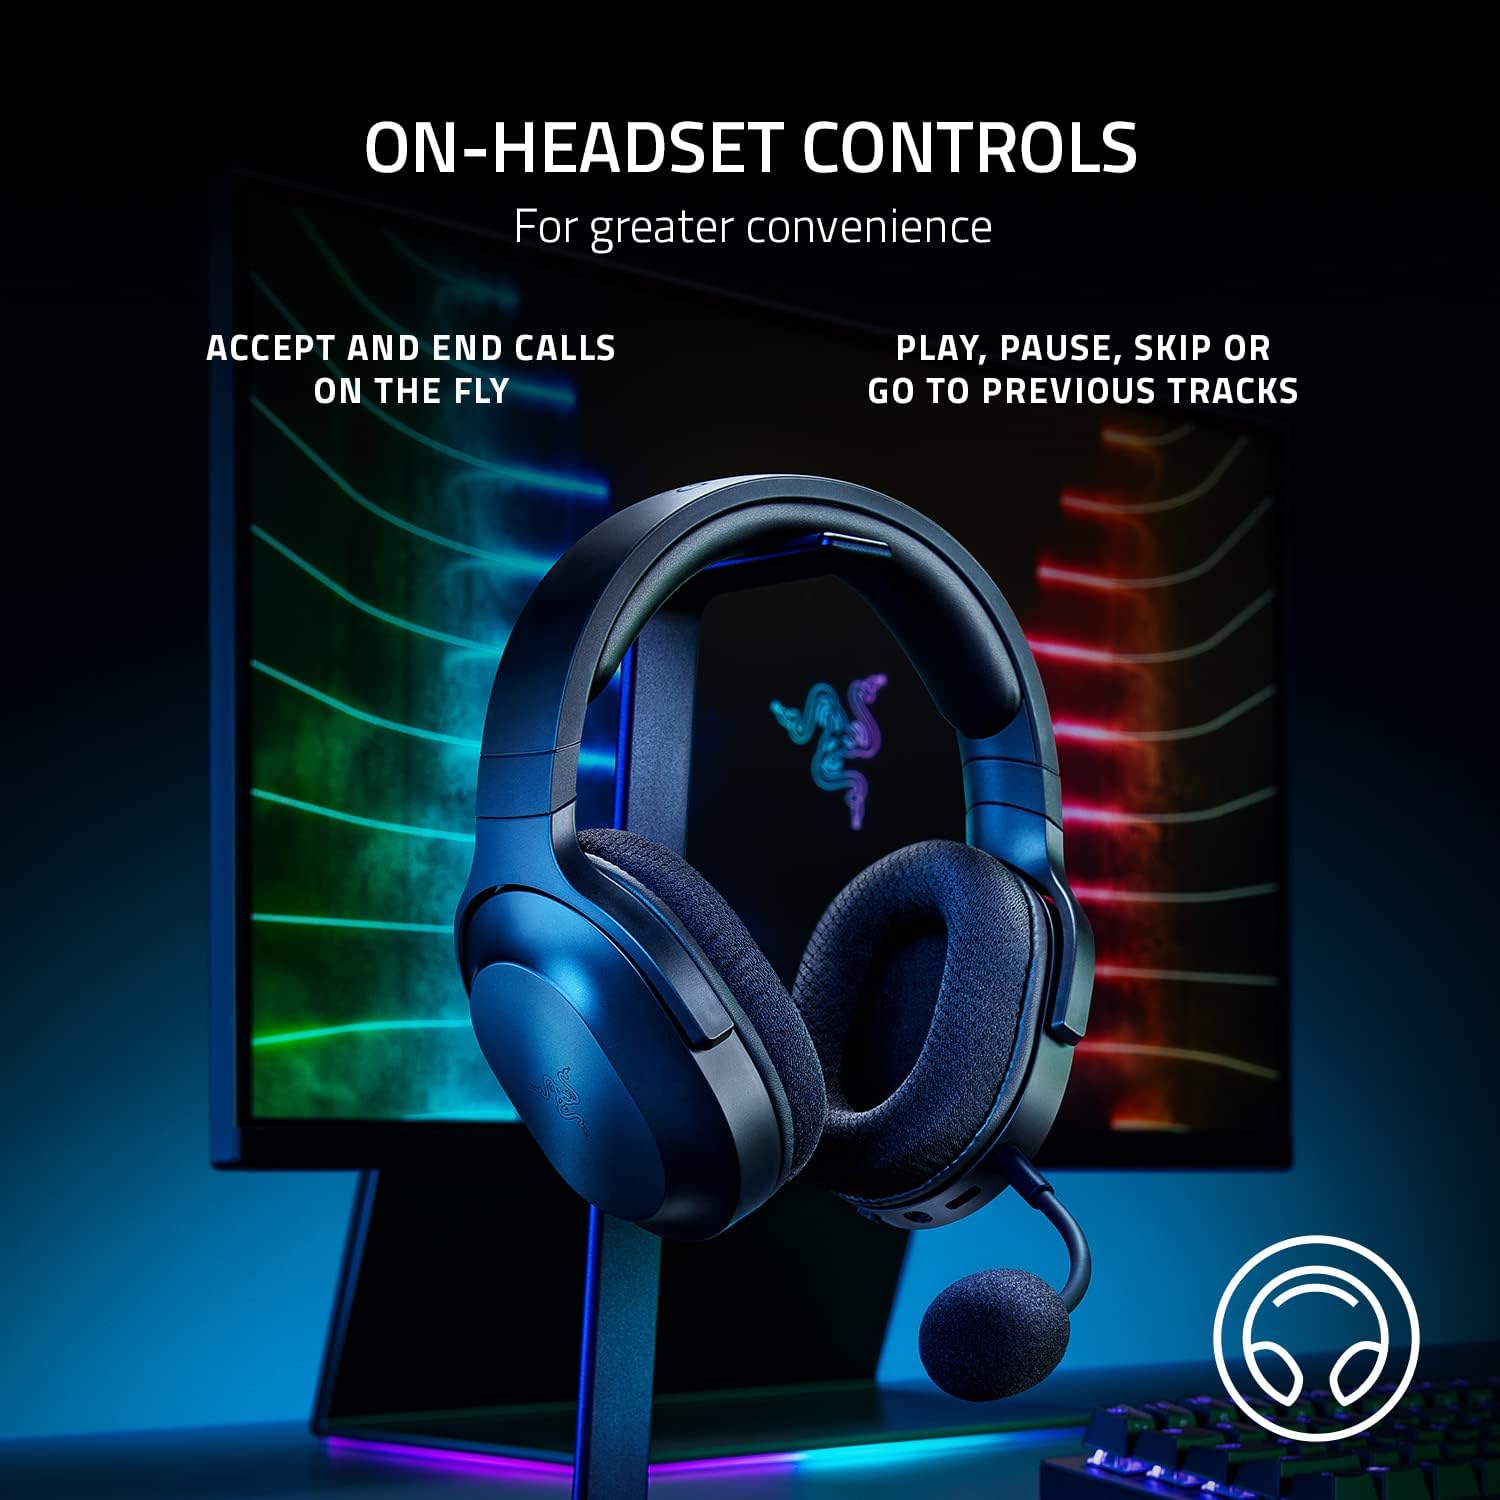 ON-HEADSET CONTROLS
For greater convenience
ACCEPT AND END CALLS
ON THE FLY
PLAY, PAUSE, SKIP OR
GO TO PREVIOUS TRACKS